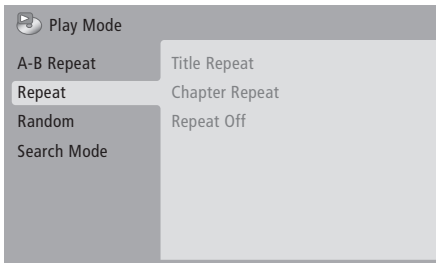 Play Mode
A-B Repeat
Repeat
Random
Search Mode
Title Repeat
Chapter Repeat
Repeat Off